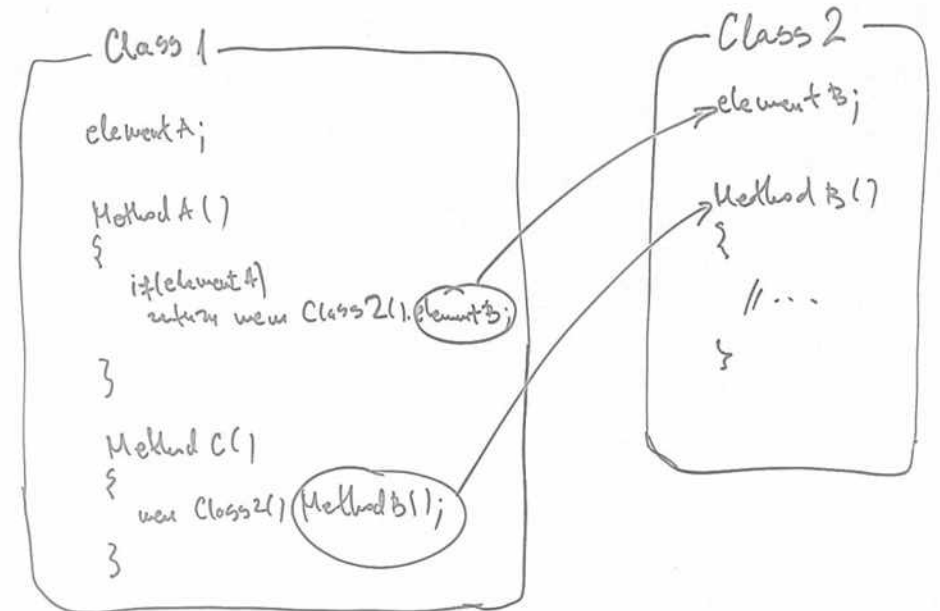 Class 1
elementA;
MethodA()
{
if(elementA)
return new Class2().elementB;
}
MethodC()
{
new Class2() MethodB();
}
Class 2
elementB;
MethodB()
{
//...
}